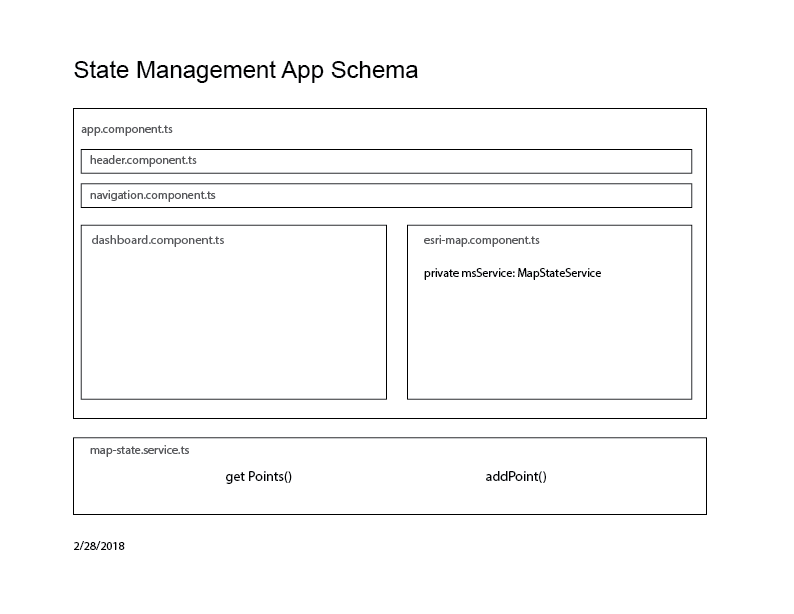 State Management App Schema
app.component.ts
header.component.ts
navigation.component.ts
dashboard.component.ts
esri-map.component.ts
private msService: MapStateService
map-state.service.ts
get Points()
addPoint()
2/28/2018